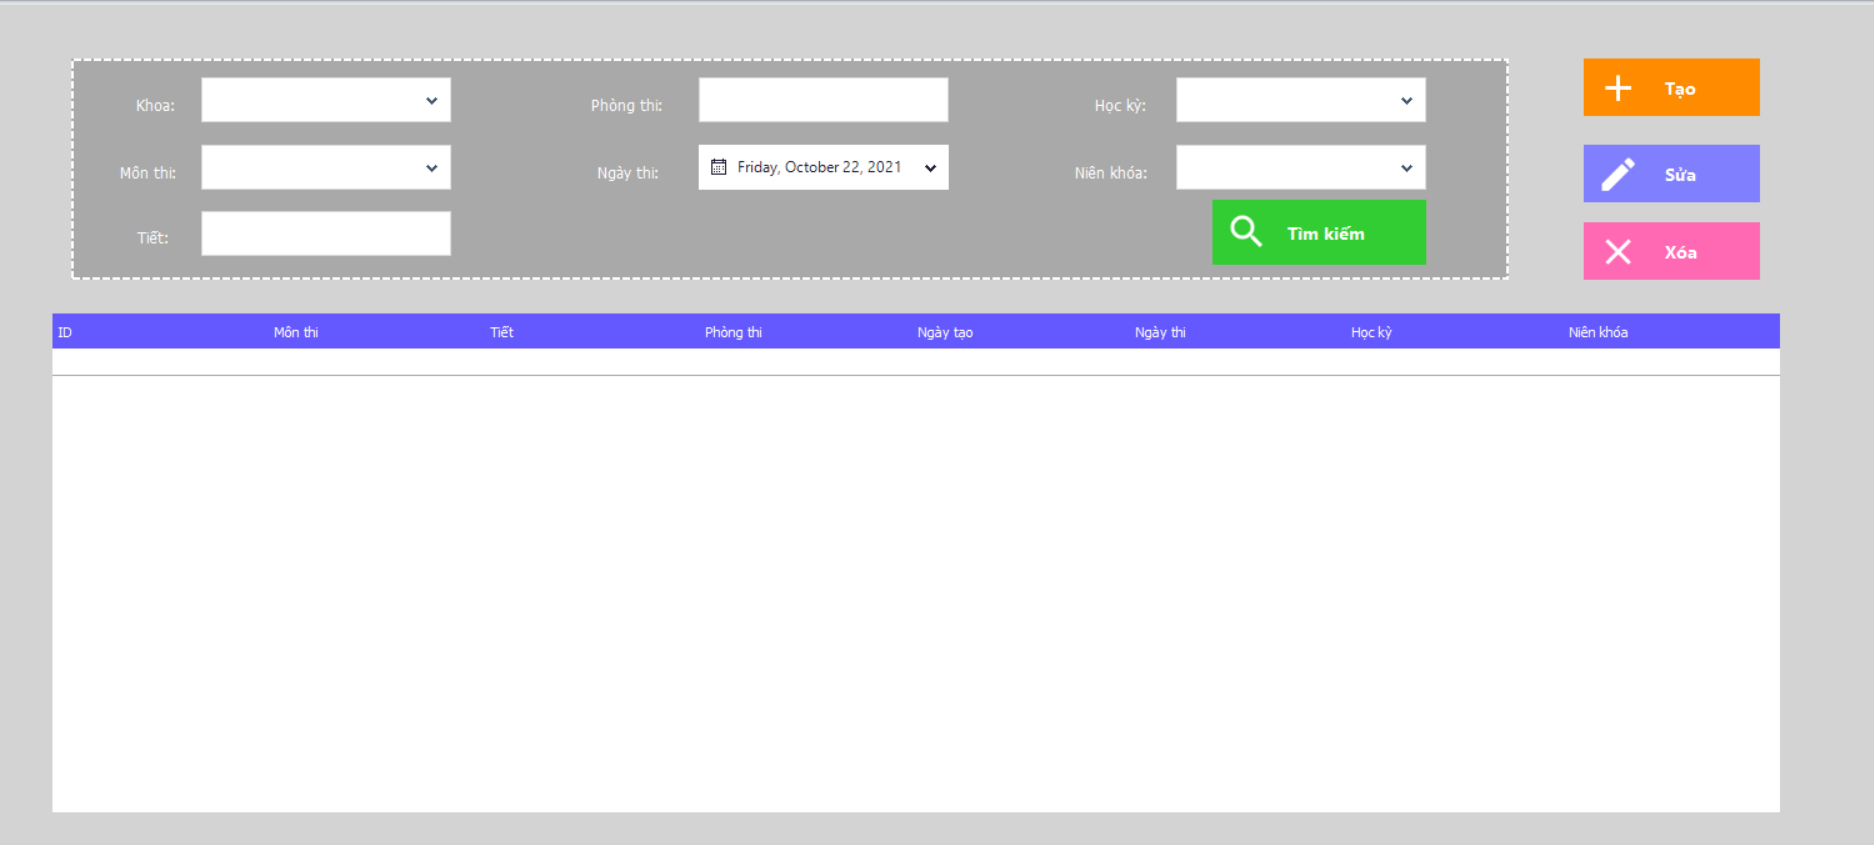 Khoa: Phòng thi: Học kỳ: Tạo
Môn thi: Ngày thi: Friday, October 22, 2021 Niên khóa: Sửa
Tiết: Tìm kiếm Xóa
ID Môn thi Tiết Phòng thi Ngày tạo Ngày thi Học kỳ Niên khóa